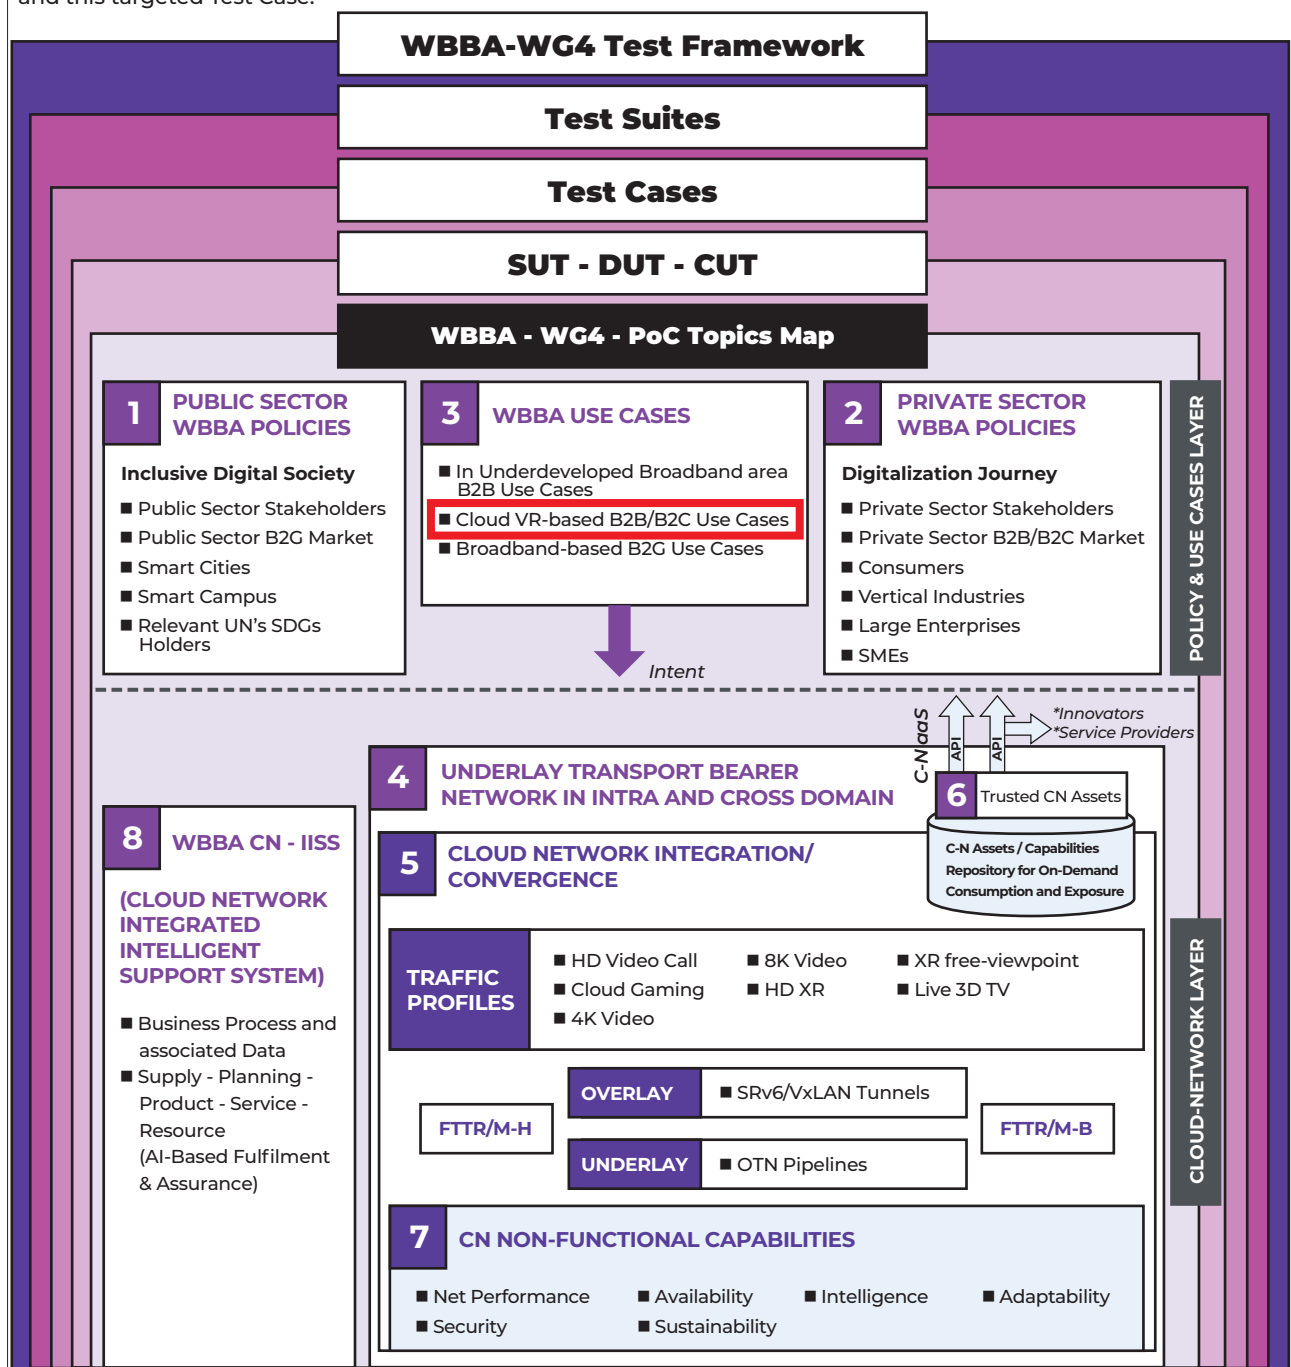 and this targeted Test Case.
WBBA-WG4 Test Framework
Test Suites
Test Cases
SUT - DUT - CUT
WBBA - WG4 - PoC Topics Map
1
PUBLIC SECTOR
WBBA POLICIES
Inclusive Digital Society
■ Public Sector Stakeholders
■ Public Sector B2G Market
■ Smart Cities
■ Smart Campus
■ Relevant UN's SDGs
Holders
3
WBBA USE CASES
■ In Underdeveloped Broadband area
B2B Use Cases
■ Cloud VR-based B2B/B2C Use Cases
■ Broadband-based B2G Use Cases
2
PRIVATE SECTOR
WBBA POLICIES
Digitalization Journey
■ Private Sector Stakeholders
■ Private Sector B2B/B2C Market
■ Consumers
■ Vertical Industries
■ Large Enterprises
■ SMEs
POLICY & USE CASES LAYER
Intent
C-NaaS
API
API
*Innovators
*Service Providers
8
WBBA CN - IISS
(CLOUD NETWORK
INTEGRATED
INTELLIGENT
SUPPORT SYSTEM)
■ Business Process and
associated Data
■ Supply - Planning -
Product - Service -
Resource
(AI-Based Fulfilment
& Assurance)
4
UNDERLAY TRANSPORT BEARER
NETWORK IN INTRA AND CROSS DOMAIN
6
Trusted CN Assets
C-N Assets / Capabilities
Repository for On-Demand
Consumption and Exposure
5
CLOUD NETWORK INTEGRATION/
CONVERGENCE
TRAFFIC
PROFILES
■ HD Video Call
■ Cloud Gaming
■ 4K Video
■ 8K Video
■ HD XR
■ XR free-viewpoint
■ Live 3D TV
FTTR/M-H
OVERLAY
■ SRv6/VxLAN Tunnels
UNDERLAY
■ OTN Pipelines
FTTR/M-B
7
CN NON-FUNCTIONAL CAPABILITIES
■ Net Performance
■ Availability
■ Intelligence
■ Adaptability
■ Security
■ Sustainability
CLOUD-NETWORK LAYER